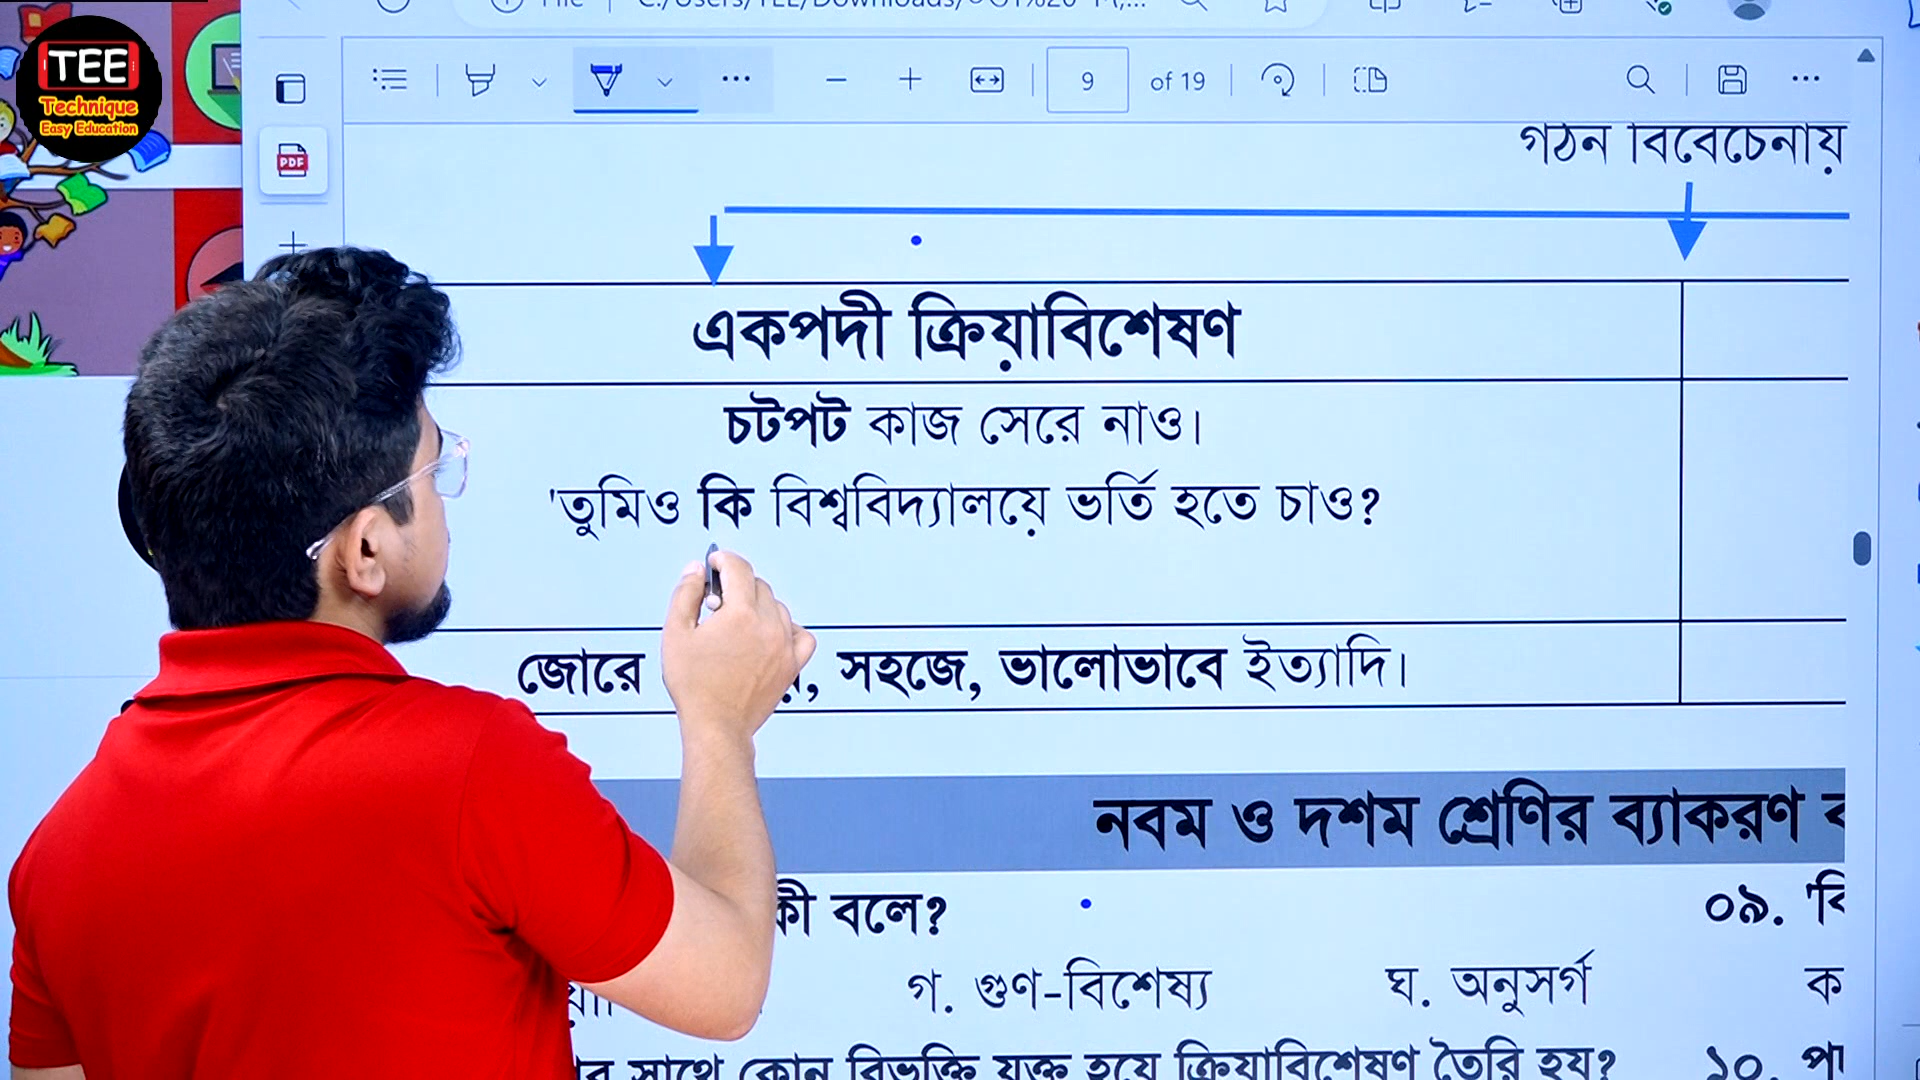 TEE
Technique
Easy Education
PDF
9 of 19
গঠন বিবেচেনায়
একপদী ক্রিয়াবিশেষণ
চটপট কাজ সেরে নাও।
'তুমিও কি বিশ্ববিদ্যালয়ে ভর্তি হতে চাও?
জোরে সহজে, ভালোভাবে ইত্যাদি।
নবম ও দশম শ্রেণির ব্যাকরণ
কী বলে?
০৯.
গ. গুণ-বিশেষ্য ঘ. অনুসর্গ ক
সাথে কোন বিভক্তি যুক্ত হয়ে ক্রিয়াবিশেষণ তৈরি হয়? ১০.